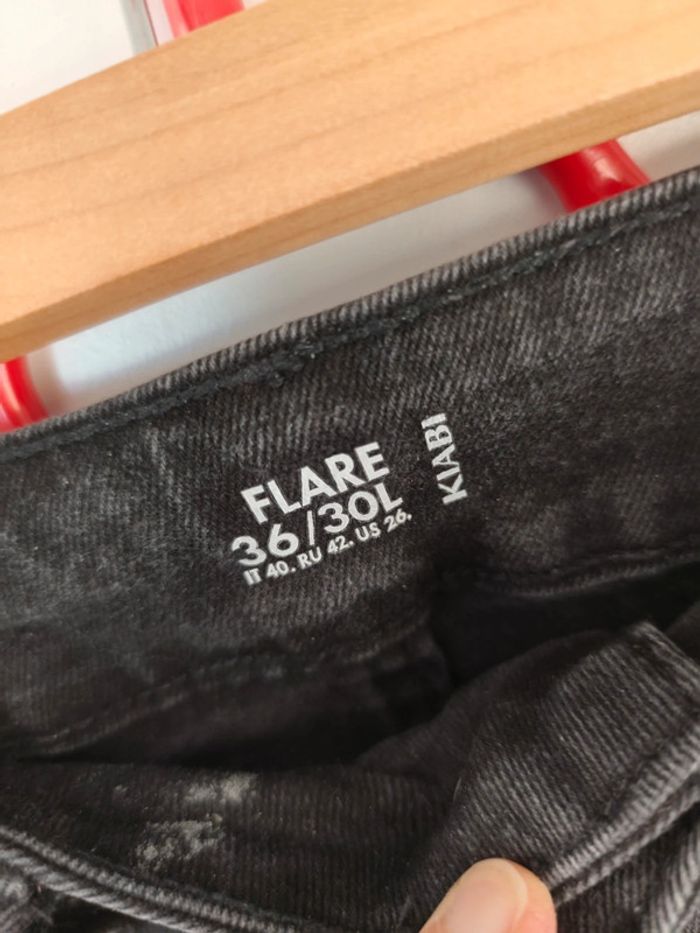 FLARE
36/30L
IT 40. RU 42. US 26.
KIABI